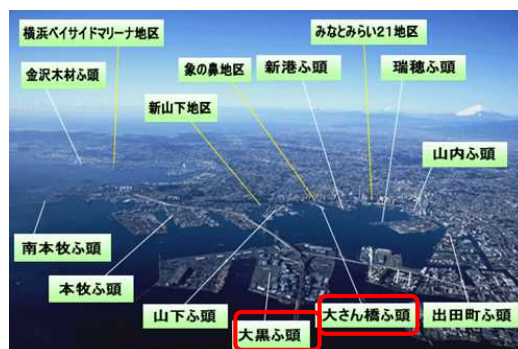 横浜ベイサイドマリーナ地区
みなとみらい21地区
金沢木材ふ頭
象の鼻地区
新港ふ頭
瑞穂ふ頭
新山下地区
山内ふ頭
南本牧ふ頭
本牧ふ頭
山下ふ頭
大黒ふ頭
大さん橋ふ頭
出田町ふ頭